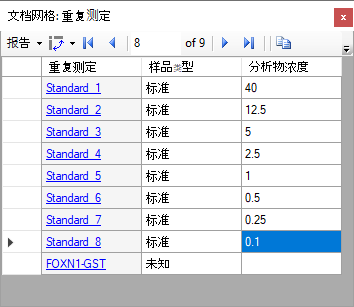 文档网格: 重复测定
报告 8 of 9
重复测定 样品类型 分析物浓度
Standard_1 标准 40
Standard_2 标准 12.5
Standard_3 标准 5
Standard_4 标准 2.5
Standard_5 标准 1
Standard_6 标准 0.5
Standard_7 标准 0.25
Standard_8 标准 0.1
FOXN1-GST 未知